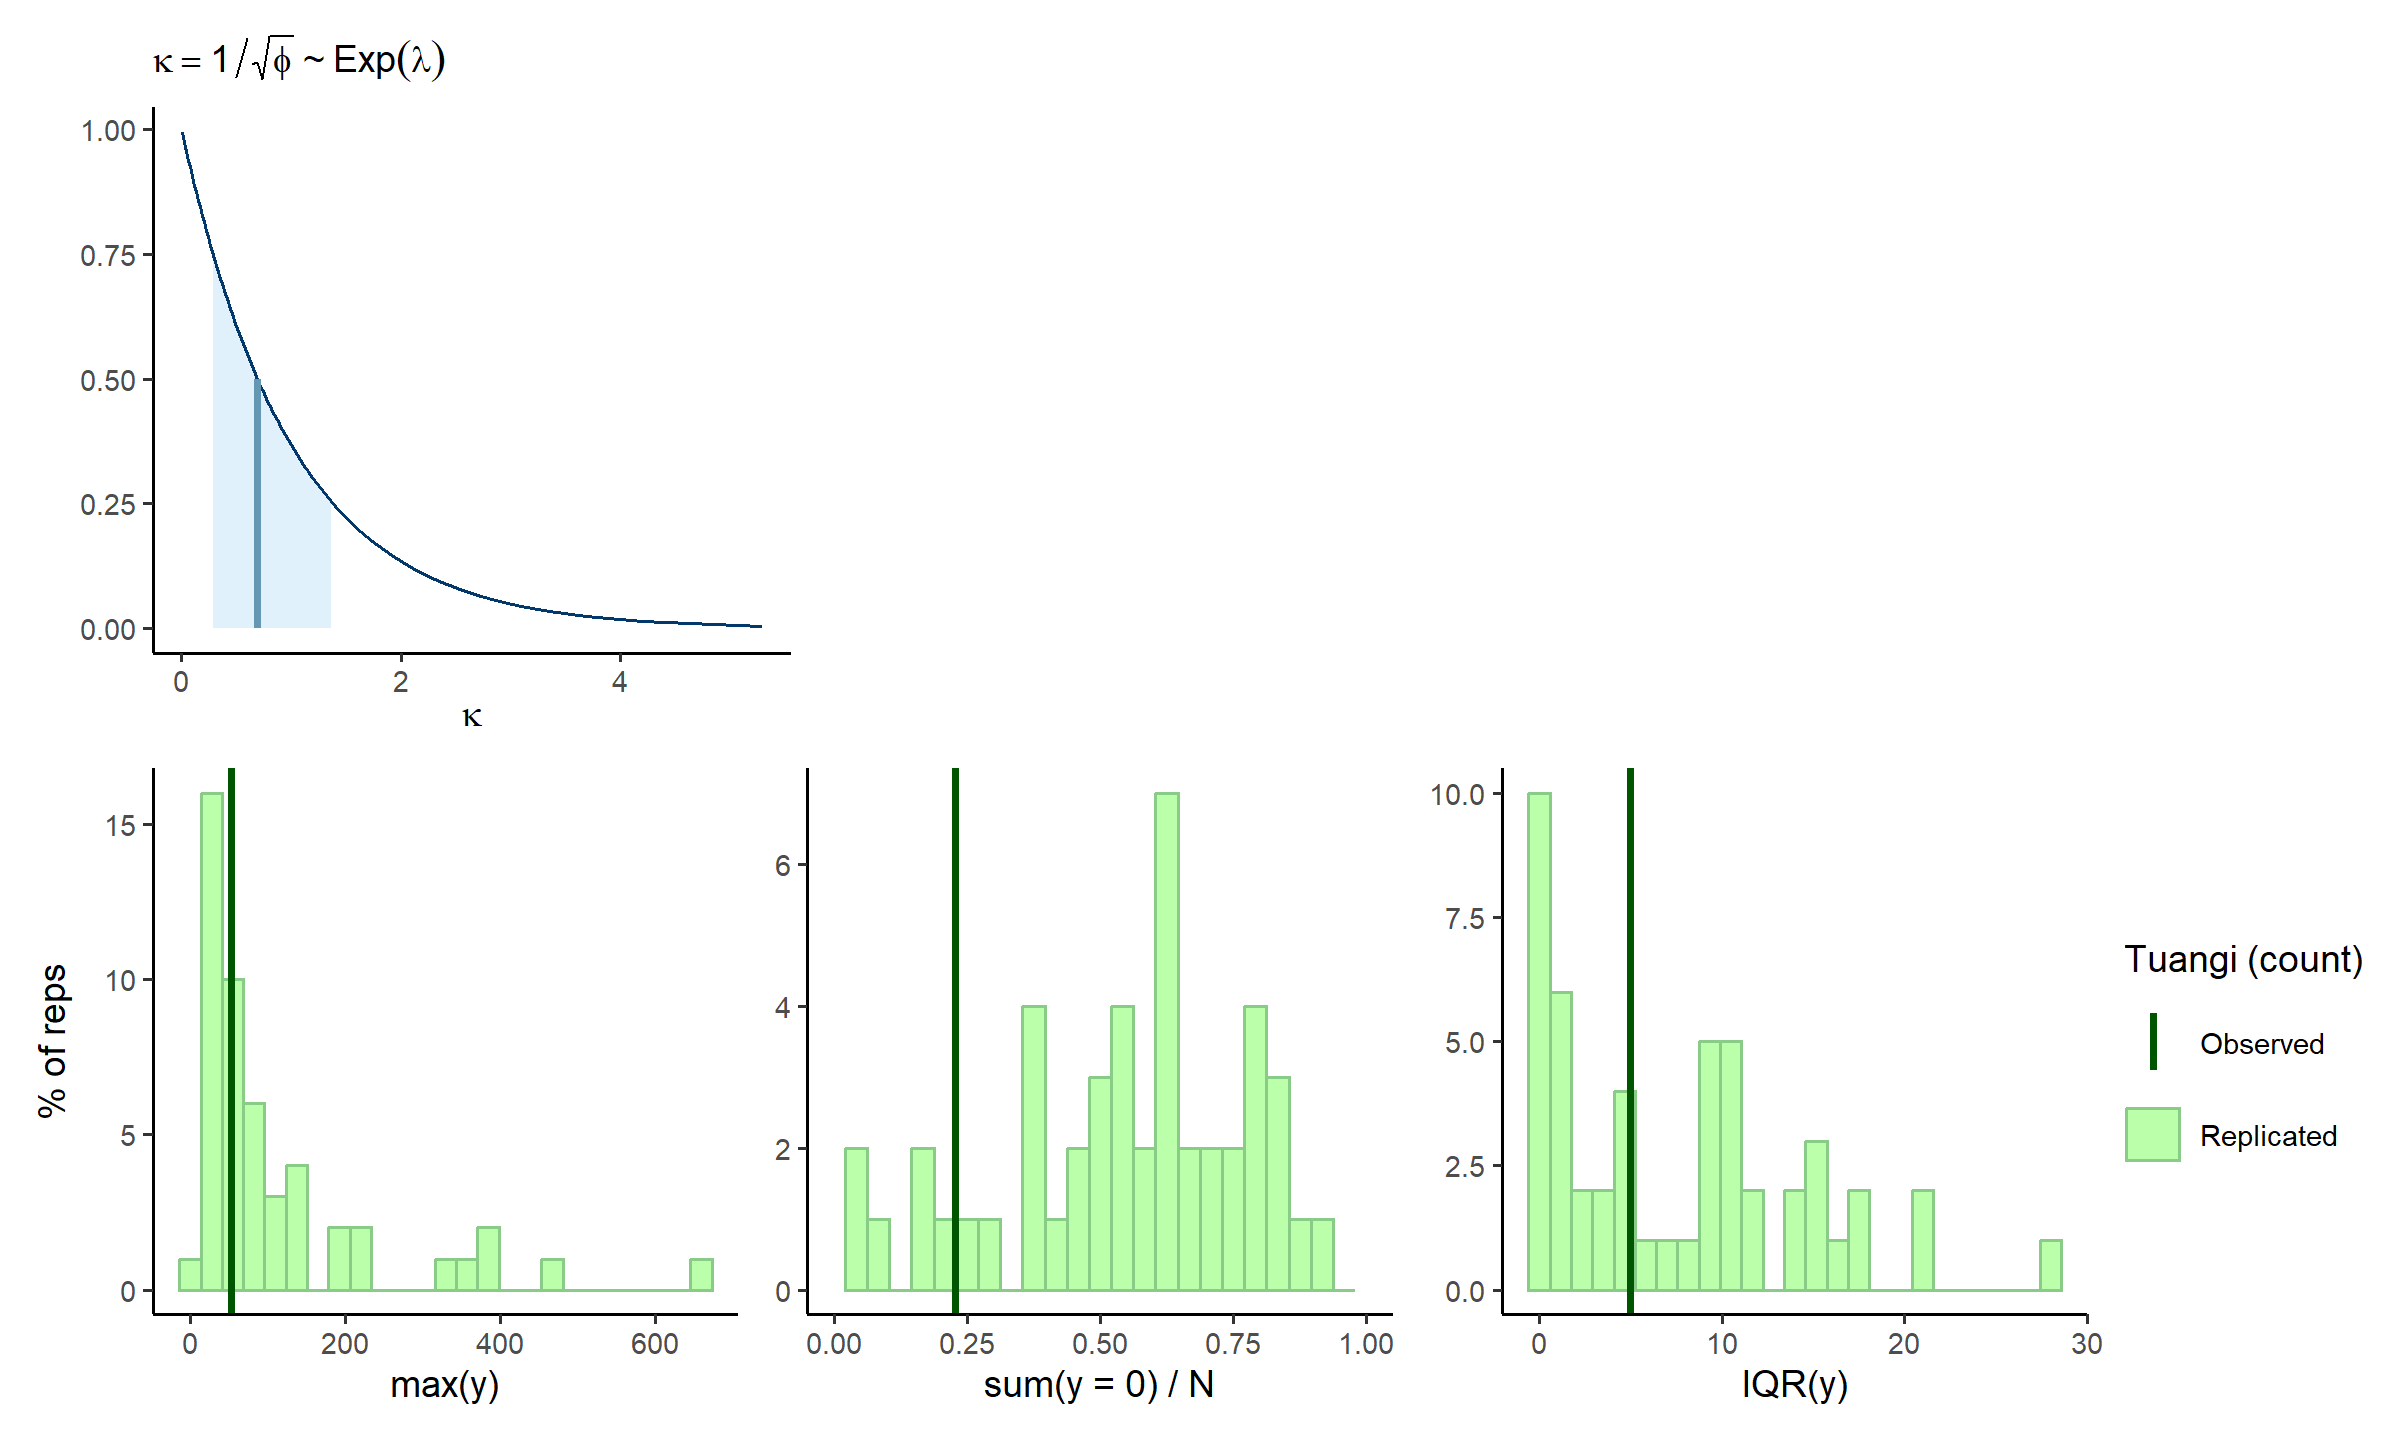 κ = 1/√ϕ ~ Exp(λ)
1.00
0.75
0.50
0.25
0.00
0 2 4
κ
% of reps
15
10
5
0
0 200 400 600
max(y)
6
4
2
0
0.00 0.25 0.50 0.75 1.00
sum(y = 0) / N
10.0
7.5
5.0
2.5
0.0
0 10 20 30
IQR(y)
Tuangi (count)
Observed
Replicated